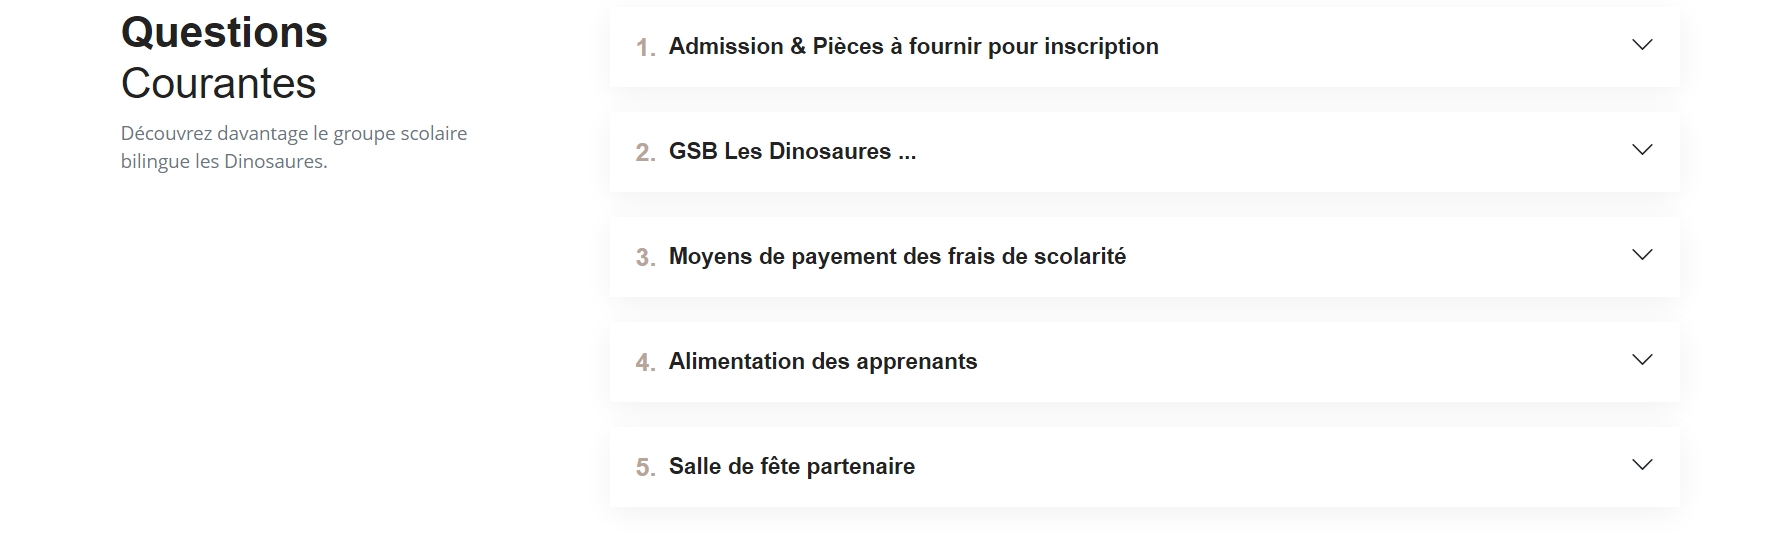 Questions
Courantes
Découvrez davantage le groupe scolaire
bilingue les Dinosaures.
1. Admission & Pièces à fournir pour inscription
2. GSB Les Dinosaures ...
3. Moyens de payement des frais de scolarité
4. Alimentation des apprenants
5. Salle de fête partenaire